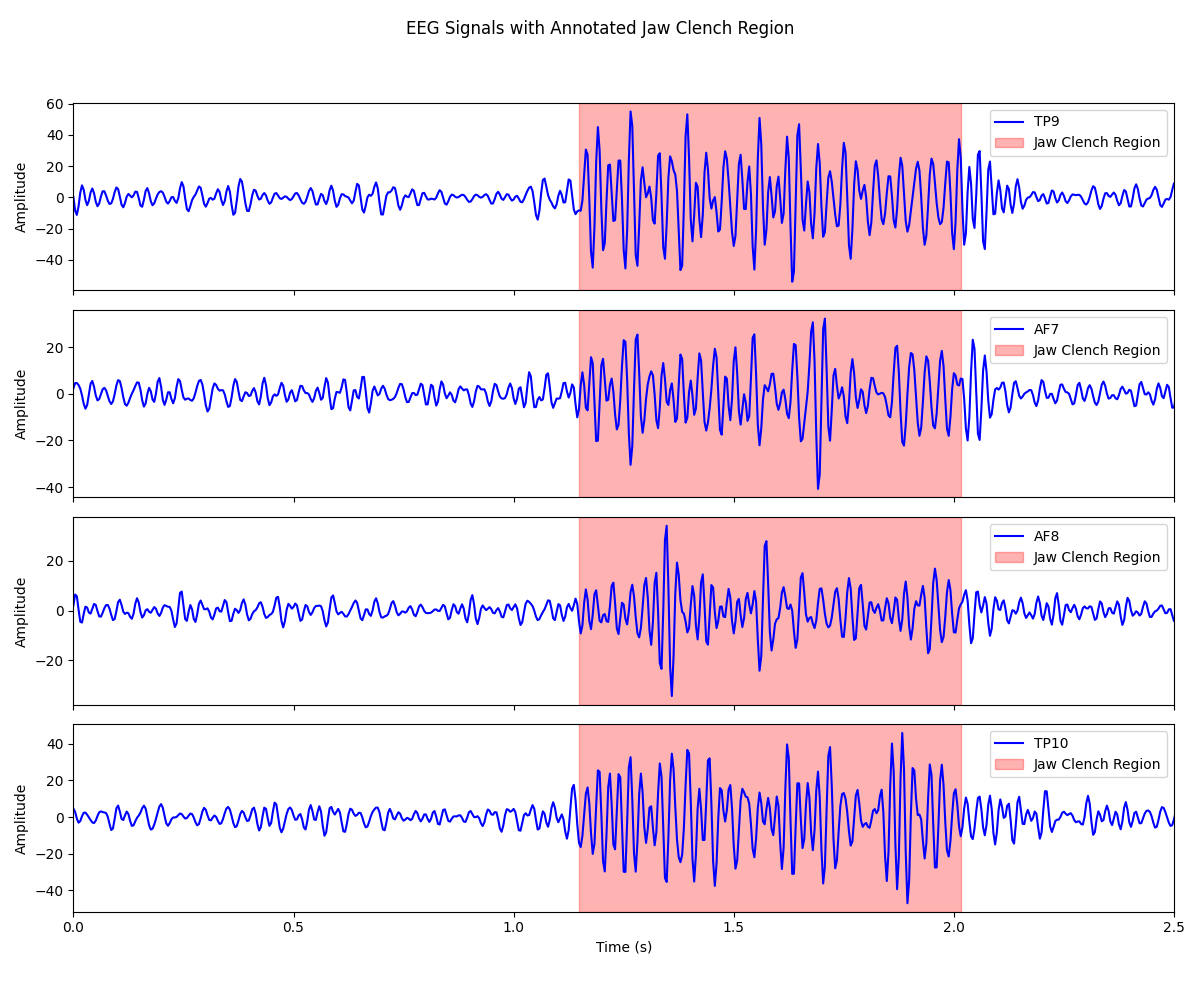 EEG Signals with Annotated Jaw Clench Region
Amplitude
60
40
20
0
−20
−40
TP9
Jaw Clench Region
Amplitude
20
0
−20
−40
AF7
Jaw Clench Region
Amplitude
20
0
−20
AF8
Jaw Clench Region
Amplitude
40
20
0
−20
−40
TP10
Jaw Clench Region
0.0 0.5 1.0 1.5 2.0 2.5
Time (s)